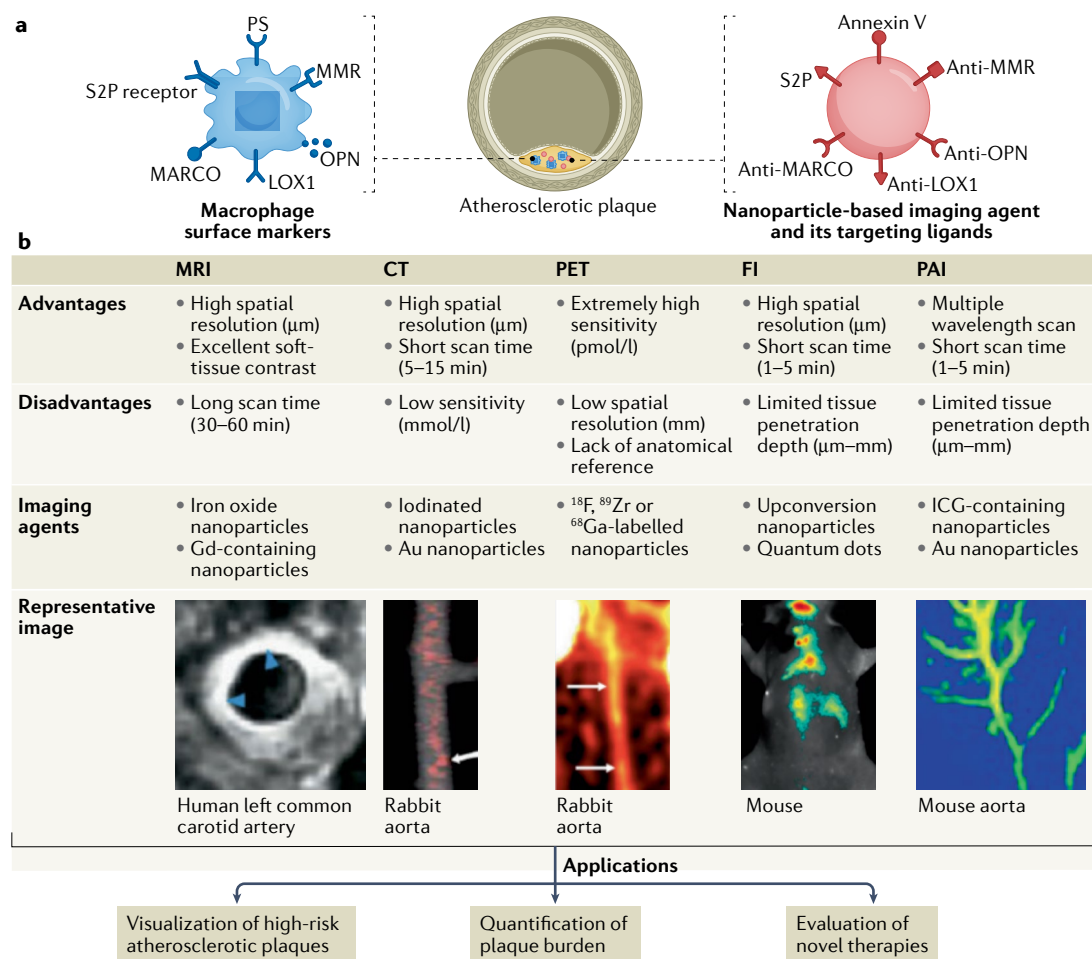 a
PS
MMR
S2P receptor
OPN
MARCO
LOX1
Macrophage
surface markers
Atherosclerotic plaque
Annexin V
Anti-MMR
S2P
Anti-OPN
Anti-MARCO
Anti-LOX1
Nanoparticle-based imaging agent
and its targeting ligands
b
MRI CT PET FI PAI
Advantages
• High spatial
resolution (µm)
• Excellent soft-
tissue contrast
• High spatial
resolution (µm)
• Short scan time
(5–15 min)
• Extremely high
sensitivity
(pmol/l)
• High spatial
resolution (µm)
• Short scan time
(1–5 min)
• Multiple
wavelength scan
• Short scan time
(1–5 min)
Disadvantages
• Long scan time
(30–60 min)
• Low sensitivity
(mmol/l)
• Low spatial
resolution (mm)
• Lack of anatomical
reference
• Limited tissue
penetration
depth (µm–mm)
• Limited tissue
penetration depth
(µm–mm)
Imaging
agents
• Iron oxide
nanoparticles
• Gd-containing
nanoparticles
• Iodinated
nanoparticles
• Au nanoparticles
• ¹⁸F, ⁸⁹Zr or
⁶⁸Ga-labelled
nanoparticles
• Upconversion
nanoparticles
• Quantum dots
• ICG-containing
nanoparticles
• Au nanoparticles
Representative
image
Human left common
carotid artery
Rabbit
aorta
Rabbit
aorta
Mouse
Mouse aorta
Applications
Visualization of high-risk
atherosclerotic plaques
Quantification of
plaque burden
Evaluation of
novel therapies